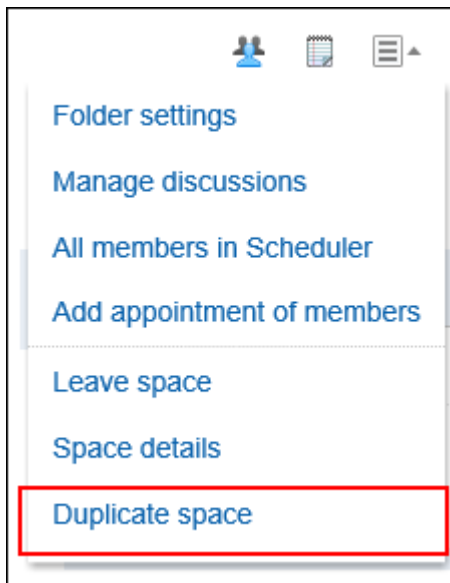 Folder settings
Manage discussions
All members in Scheduler
Add appointment of members
Leave space
Space details
Duplicate space